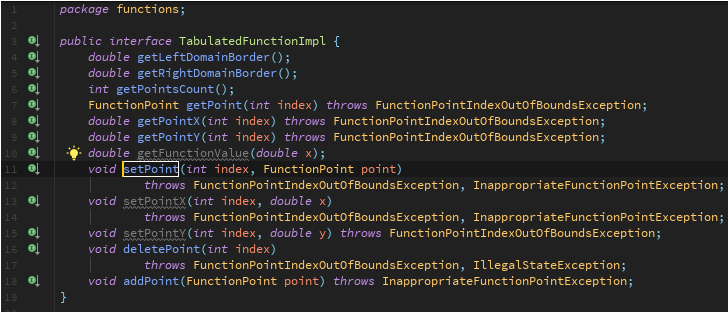 1 package functions;
2
3 public interface TabulatedFunctionImpl {
4 double getLeftDomainBorder();
5 double getRightDomainBorder();
6 int getPointsCount();
7 FunctionPoint getPoint(int index) throws FunctionPointIndexOutOfBoundsException;
8 double getPointX(int index) throws FunctionPointIndexOutOfBoundsException;
9 double getPointY(int index) throws FunctionPointIndexOutOfBoundsException;
10 double getFunctionValue(double x);
11 void setPoint(int index, FunctionPoint point)
12 throws FunctionPointIndexOutOfBoundsException, InappropriateFunctionPointException;
13 void setPointX(int index, double x)
14 throws FunctionPointIndexOutOfBoundsException, InappropriateFunctionPointException;
15 void setPointY(int index, double y) throws FunctionPointIndexOutOfBoundsException;
16 void deletePoint(int index)
17 throws FunctionPointIndexOutOfBoundsException, IllegalStateException;
18 void addPoint(FunctionPoint point) throws InappropriateFunctionPointException;
19 }